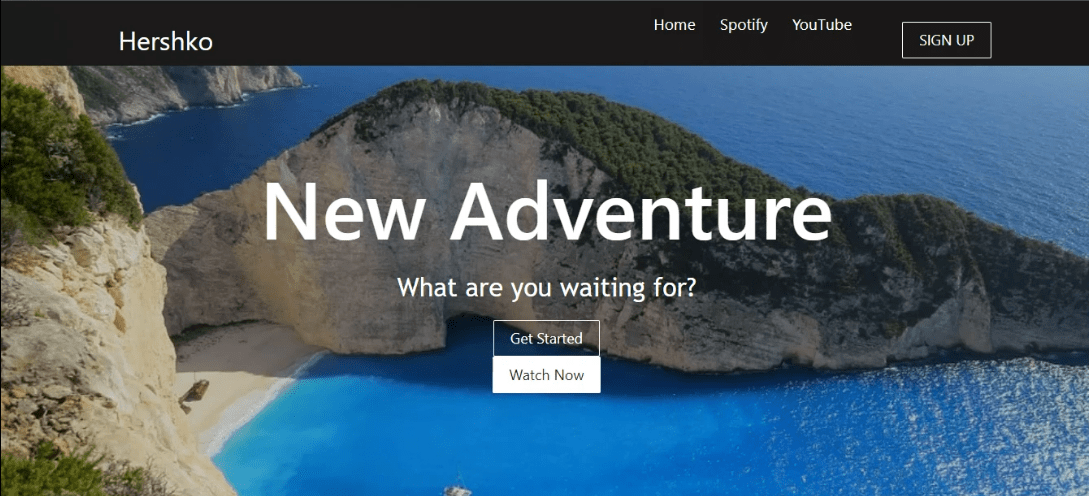 Hershko
Home Spotify YouTube
SIGN UP
New Adventure
What are you waiting for?
Get Started
Watch Now